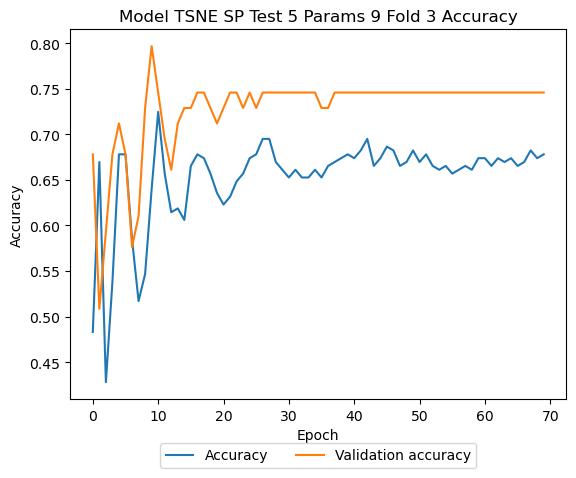 Model TSNE SP Test 5 Params 9 Fold 3 Accuracy
Accuracy
0.80
0.75
0.70
0.65
0.60
0.55
0.50
0.45
0 10 20 30 40 50 60 70
Epoch
Accuracy Validation accuracy